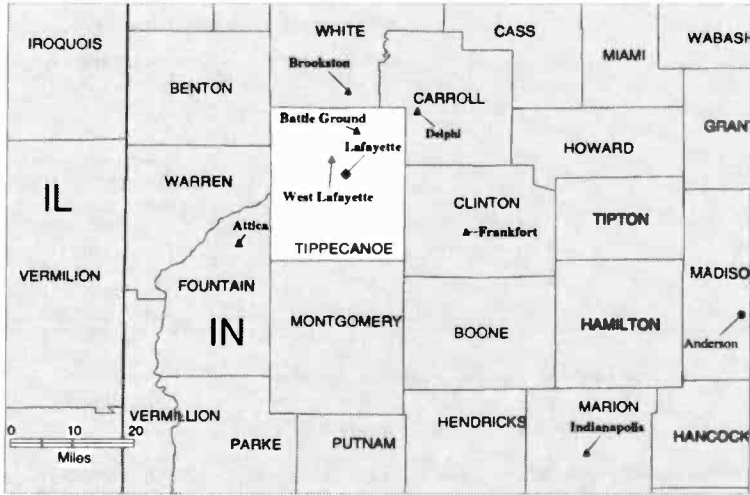 WHITE
CASS
WABASH
IROQUOIS
MIAMI
Brookston
BENTON
CARROLL
Battle Ground
Delphi
GRANT
Lafayette
HOWARD
WARREN
IL
West Lafayette
CLINTON
TIPTON
Attica
Frankfort
TIPPECANOE
VERMILION
MADISO
FOUNTAIN
IN
MONTGOMERY
HAMILTON
BOONE
Anderson
VERMILLION
MARION
0 10 20
HENDRICKS
Indianapolis
PARKE
PUTNAM
HANCOCK
Miles